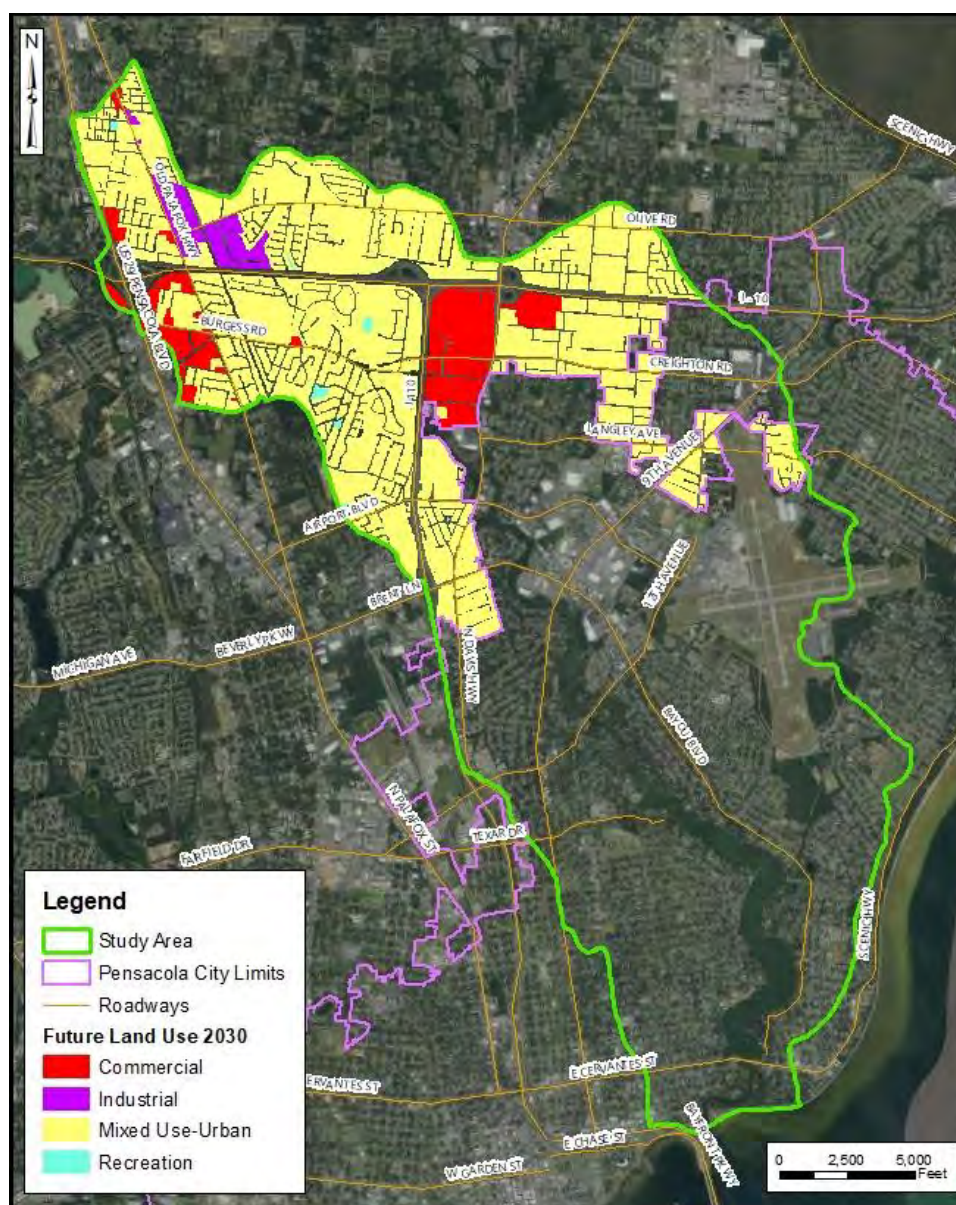 N
SCENIC HWY
OLD PALAFOX HWY
OLIVE RD
US-29 PENSACOLA BLVD
I-10
BURGESS RD
CREIGHTON RD
I-110
LANGLEY AVE
9TH AVENUE
AIRPORT BLVD
BRENT LN
BEVERLY PKWY
MICHIGAN AVE
N DAVIS HWY
BAYOU BLVD
N PALAFOX ST
TEXAR DR
FAIRFIELD DR
SCENIC HWY
E CERVANTES ST
ERVANTES ST
E CHASE ST
BAYFRONT PKWY
W GARDEN ST
Legend
Study Area
Pensacola City Limits
Roadways
Future Land Use 2030
Commercial
Industrial
Mixed Use-Urban
Recreation
0 2,500 5,000
Feet